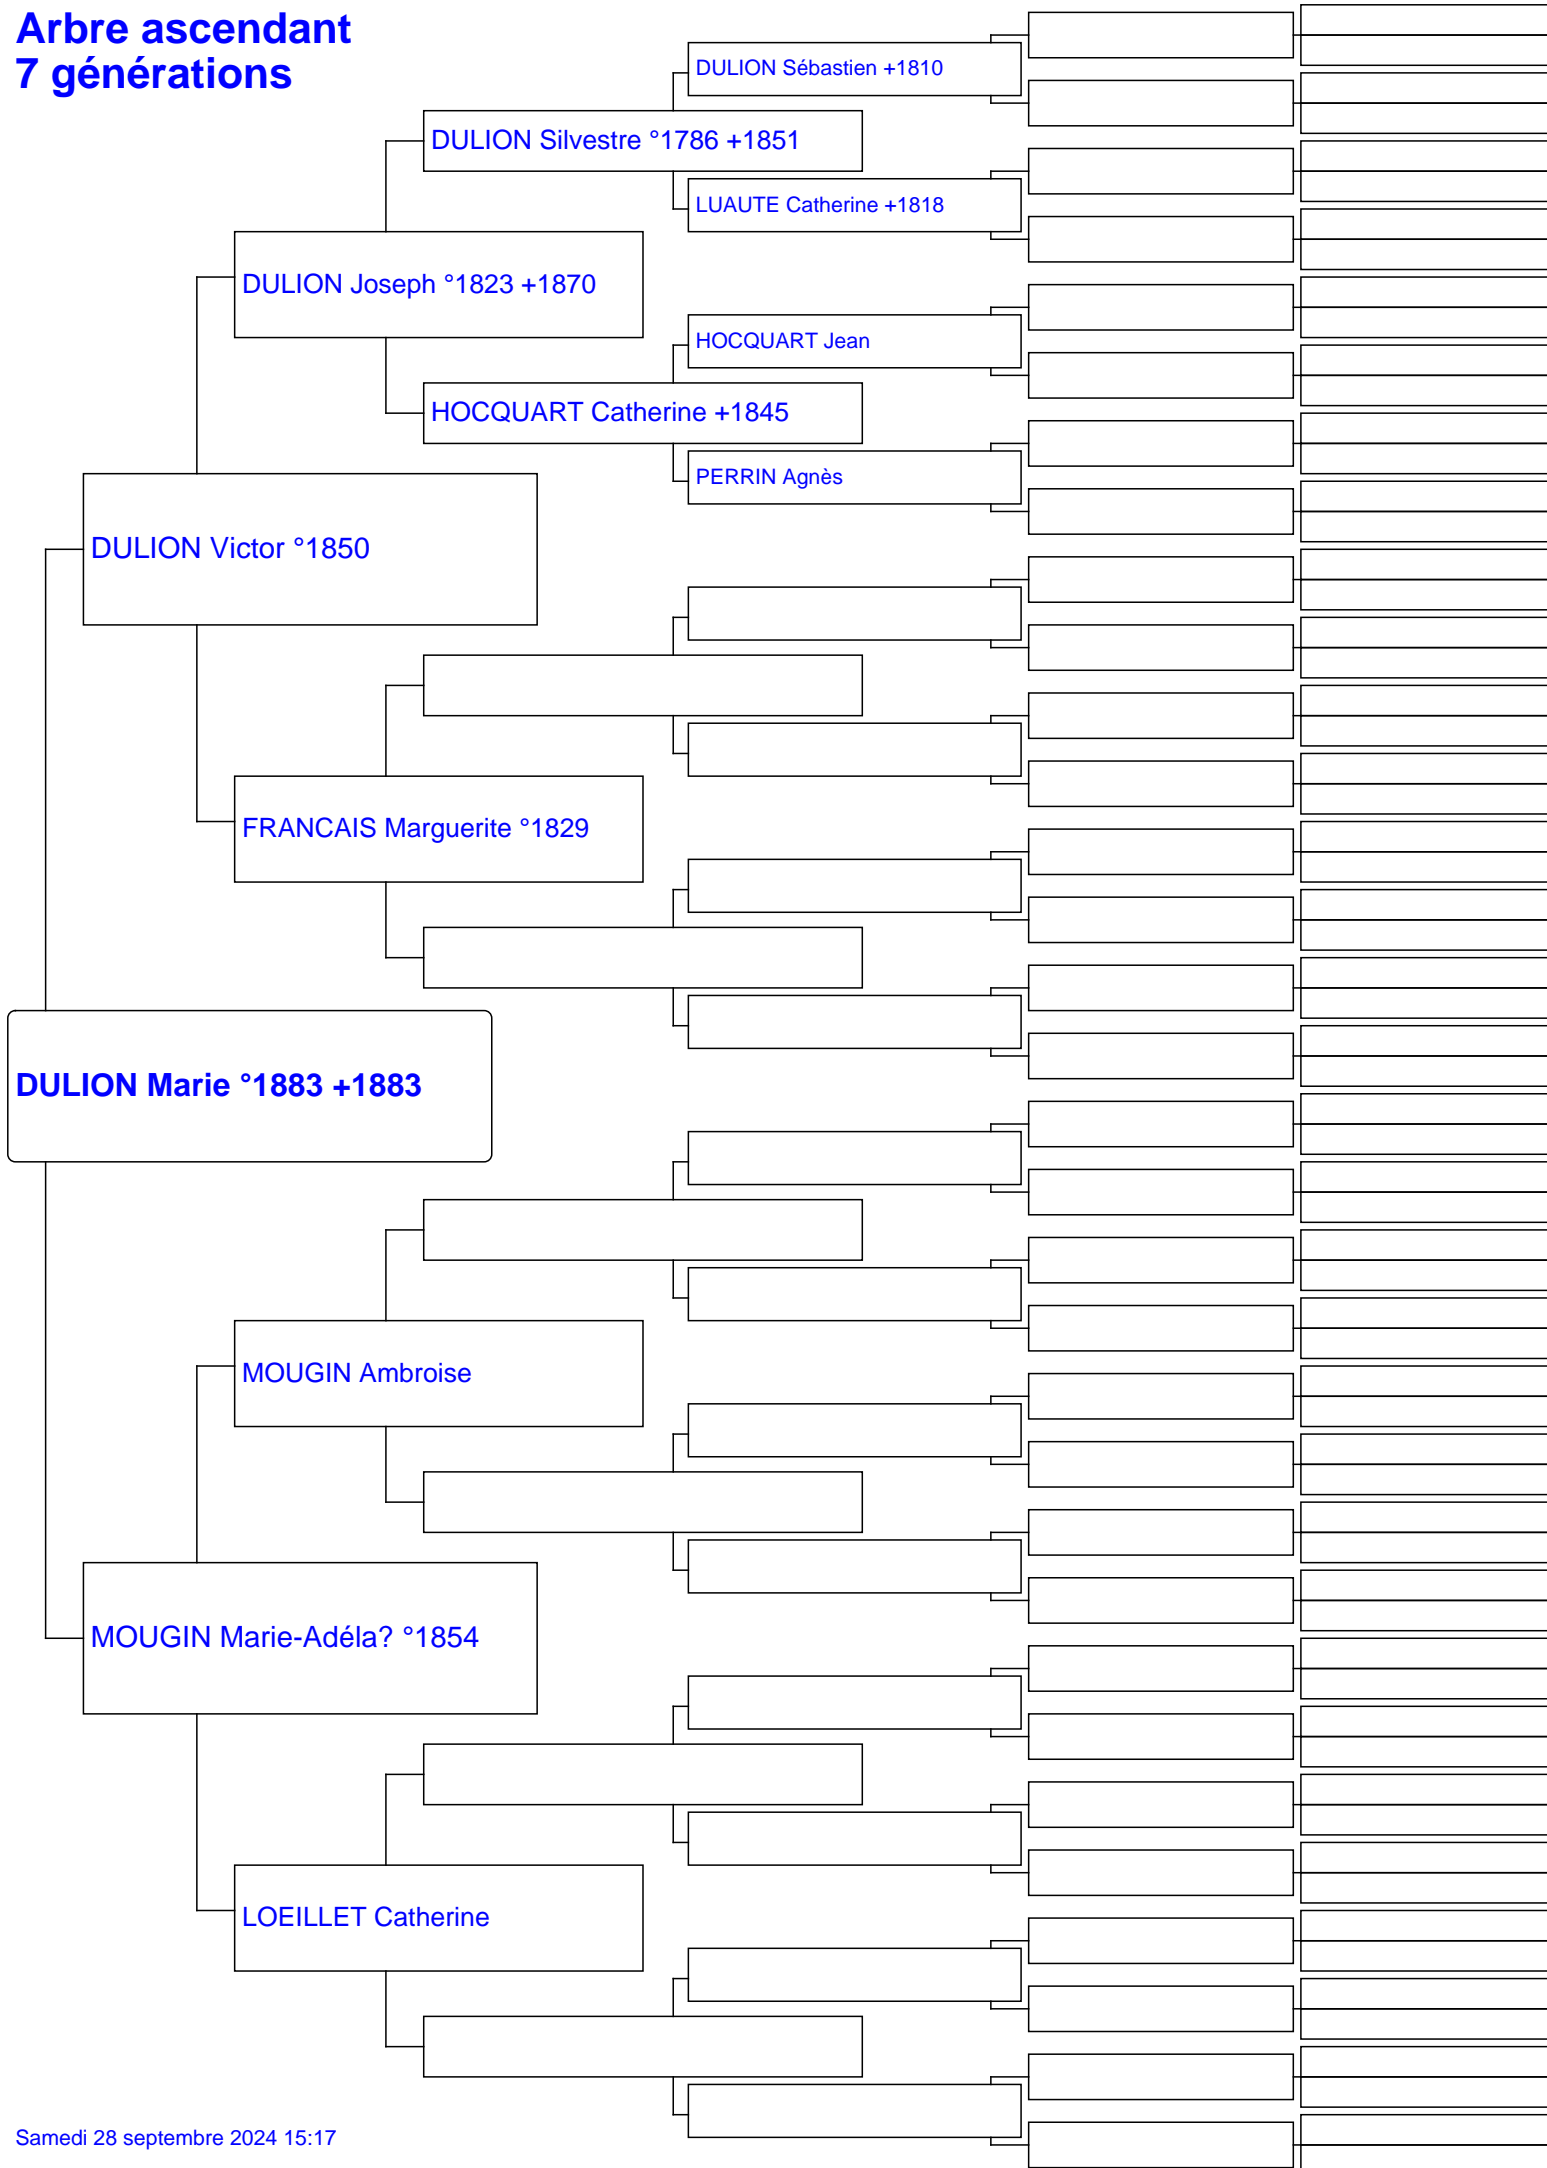 Arbre ascendant
7 générations
DULION Sébastien +1810
DULION Silvestre °1786 +1851
LUAUTE Catherine +1818
DULION Joseph °1823 +1870
HOCQUART Jean
HOCQUART Catherine +1845
PERRIN Agnès
DULION Victor °1850
FRANCAIS Marguerite °1829
DULION Marie °1883 +1883
MOUGIN Ambroise
MOUGIN Marie-Adéla? °1854
LOEILLET Catherine
Samedi 28 septembre 2024 15:17